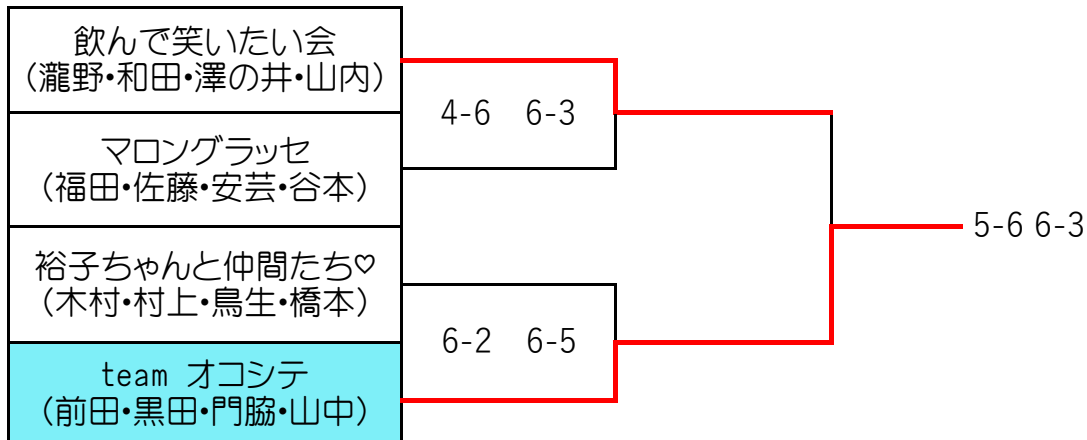 飲んで笑いたい会
（瀧野・和田・澤の井・山内）
4-6 6-3
マロングラッセ
（福田・佐藤・安芸・谷本）
5-6 6-3
裕子ちゃんと仲間たち♡
（木村・村上・鳥生・橋本）
6-2 6-5
team オコシテ
（前田・黒田・門脇・山中）